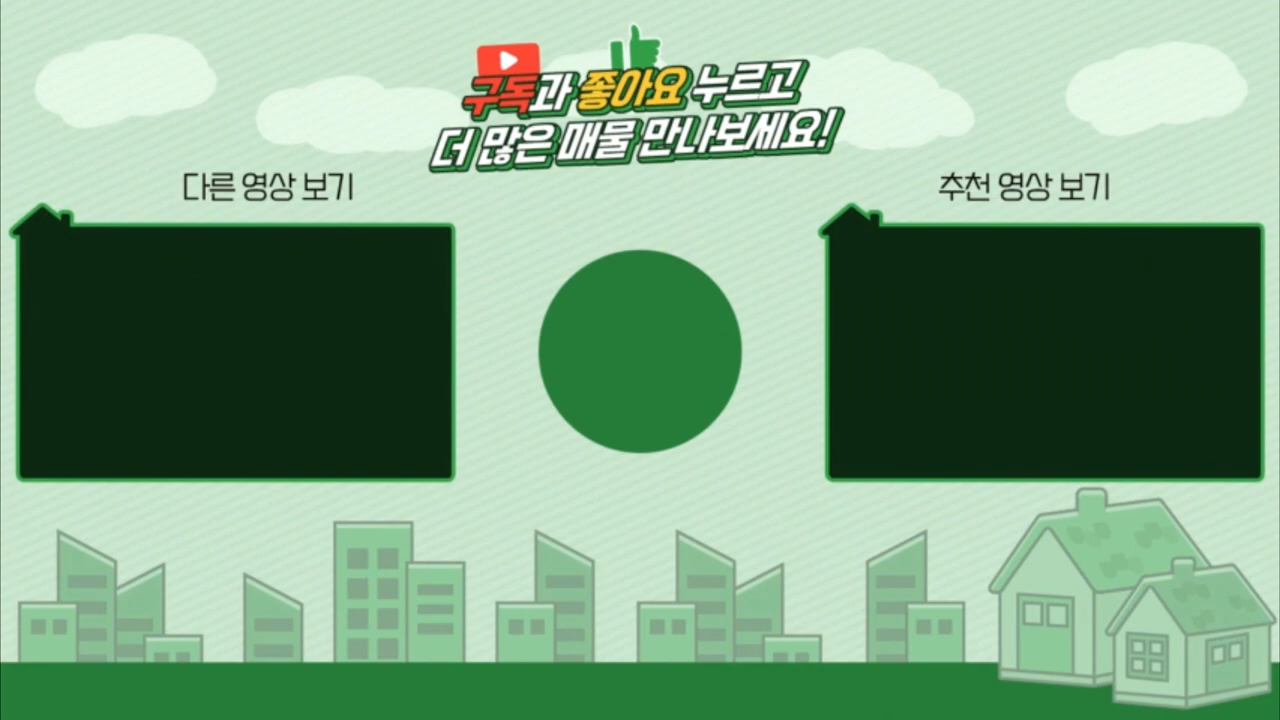 구독과 좋아요 누르고
더 많은 매물 만나보세요!
다른 영상 보기
추천 영상 보기